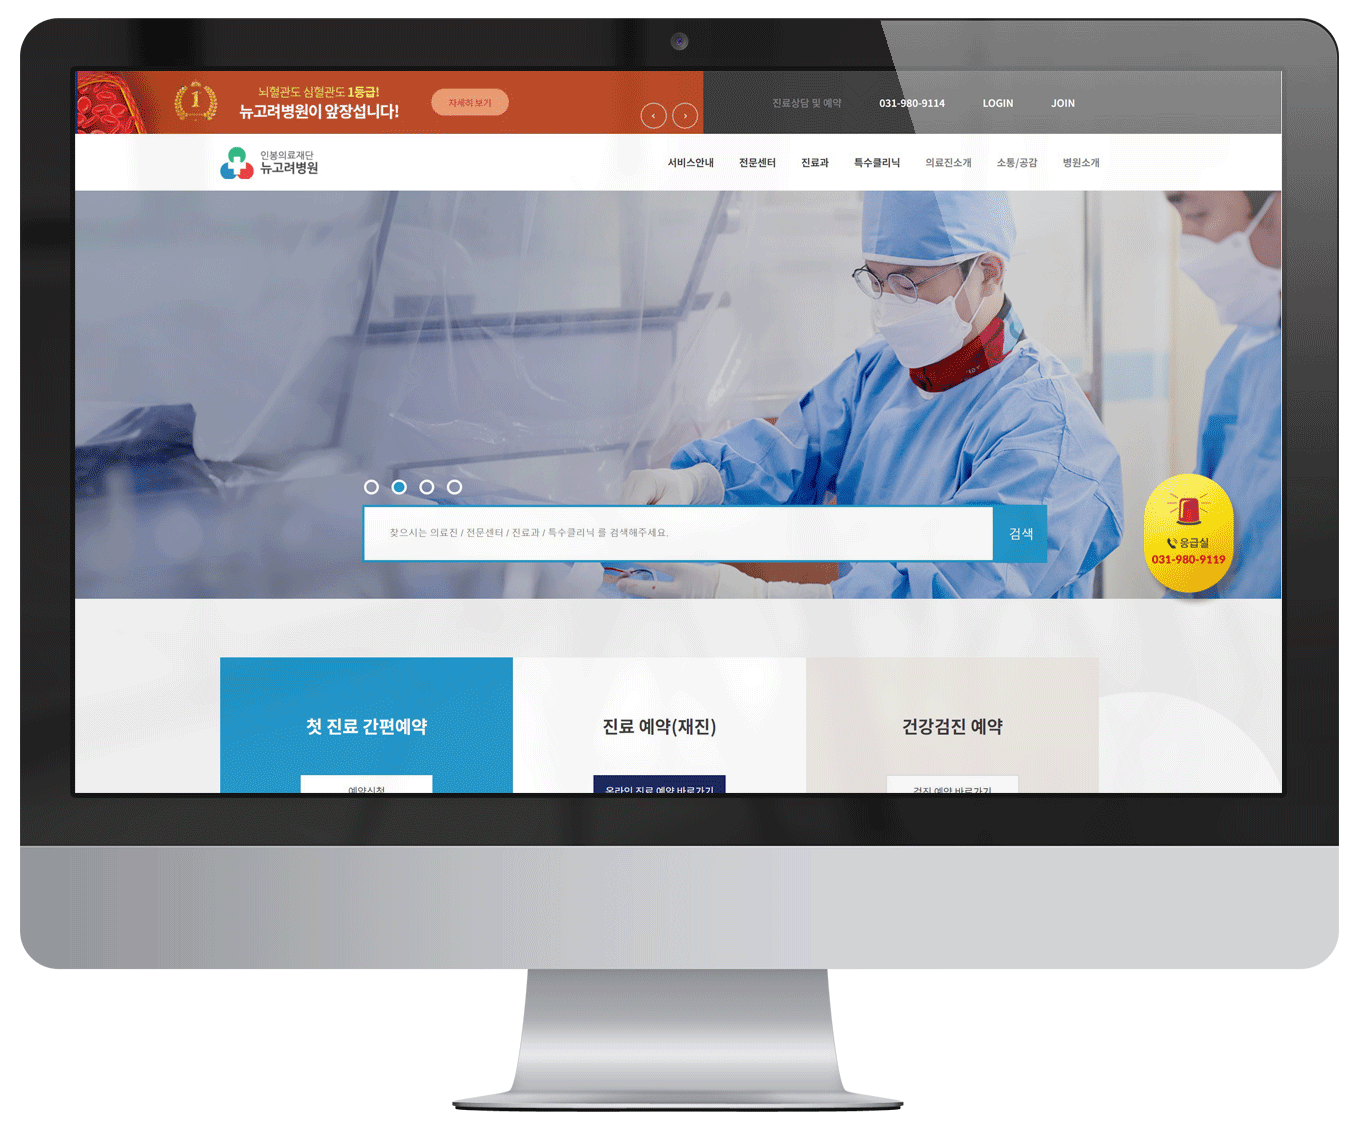 뇌혈관도 심혈관도 1등급!
뉴고려병원이 앞장섭니다!
자세히 보기
1
진료상담 및 예약
031-980-9114
LOGIN
JOIN
인봉의료재단
뉴고려병원
서비스안내
전문센터
진료과
특수클리닉
의료진소개
소통/공감
병원소개
찾으시는 의료진 / 전문센터 / 진료과 / 특수클리닉 를 검색해주세요.
검색
응급실
031-980-9119
첫 진료 간편예약
진료 예약(재진)
건강검진 예약
예약신청
온라인 진료 예약 바로가기
검진 예약 바로가기